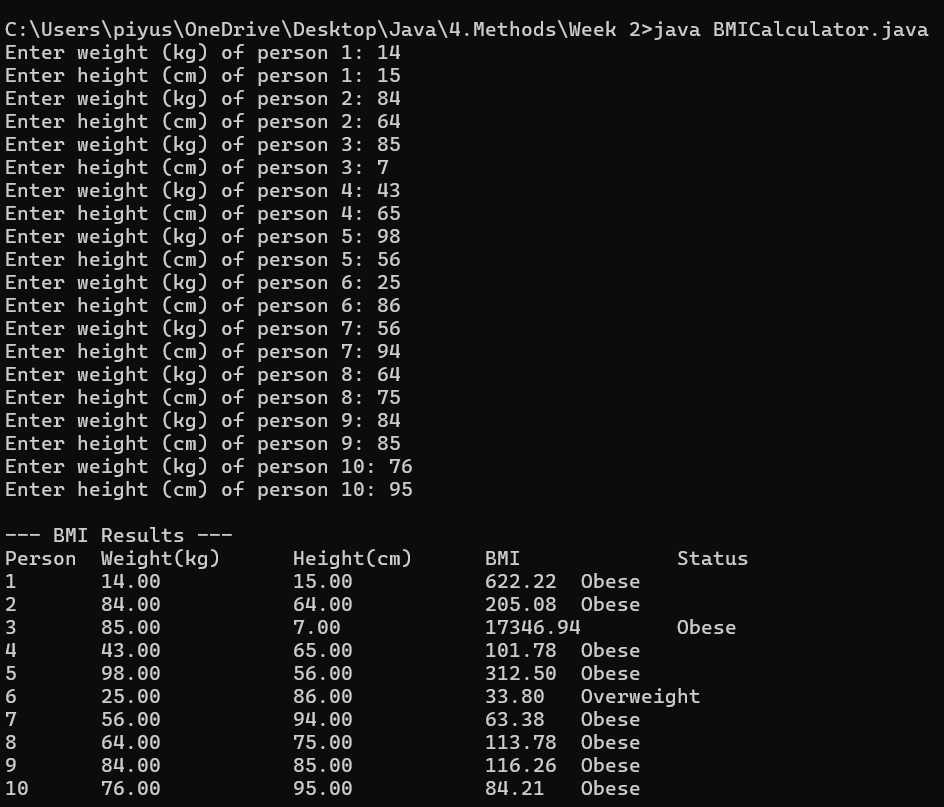 C:\Users\piyus\OneDrive\Desktop\Java\4.Methods\Week 2>java BMICalculator.java
Enter weight (kg) of person 1: 14
Enter height (cm) of person 1: 15
Enter weight (kg) of person 2: 84
Enter height (cm) of person 2: 64
Enter weight (kg) of person 3: 85
Enter height (cm) of person 3: 7
Enter weight (kg) of person 4: 43
Enter height (cm) of person 4: 65
Enter weight (kg) of person 5: 98
Enter height (cm) of person 5: 56
Enter weight (kg) of person 6: 25
Enter height (cm) of person 6: 86
Enter weight (kg) of person 7: 56
Enter height (cm) of person 7: 94
Enter weight (kg) of person 8: 64
Enter height (cm) of person 8: 75
Enter weight (kg) of person 9: 84
Enter height (cm) of person 9: 85
Enter weight (kg) of person 10: 76
Enter height (cm) of person 10: 95

--- BMI Results ---
Person  Weight(kg)      Height(cm)      BMI             Status
1       14.00           15.00           622.22  Obese
2       84.00           64.00           205.08  Obese
3       85.00           7.00            17346.94        Obese
4       43.00           65.00           101.78  Obese
5       98.00           56.00           312.50  Obese
6       25.00           86.00           33.80   Overweight
7       56.00           94.00           63.38   Obese
8       64.00           75.00           113.78  Obese
9       84.00           85.00           116.26  Obese
10      76.00           95.00           84.21   Obese